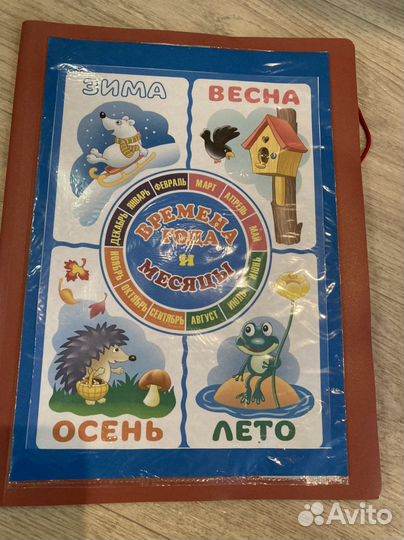 ЗИМА
ВЕСНА
ЯНВАРЬ
ФЕВРАЛЬ
МАРТ
АПРЕЛЬ
МАЙ
ИЮНЬ
ИЮЛЬ
АВГУСТ
СЕНТЯБРЬ
ОКТЯБРЬ
НОЯБРЬ
ДЕКАБРЬ
ВРЕМЕНА
ГОДА
И
МЕСЯЦЫ
ОСЕНЬ
ЛЕТО
Avito